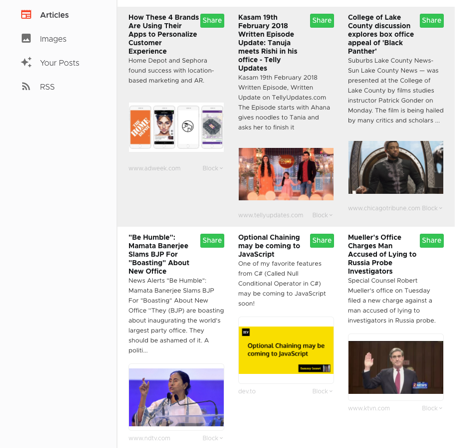 Articles
Images
Your Posts
RSS
How These 4 Brands
Are Using Their
Apps to Personalize
Customer
Experience
Share
Home Depot and Sephora
found success with location-
based marketing and AR.
www.adweek.com
Block
Kasam 19th
February 2018
Written Episode
Update: Tanuja
meets Rishi in his
office - Telly
Updates
Share
Kasam 19th February 2018
Written Episode, Written
Update on TellyUpdates.com
The Episode starts with Ahana
gives noodles to Tania and
asks her to finish it
www.tellyupdates.com
Block
College of Lake
County discussion
explores box office
appeal of 'Black
Panther'
Share
Suburbs Lake County News-
Sun Lake County News — was
presented at the College of
Lake County by films studies
instructor Patrick Gonder on
Monday. The film is being hailed
by many critics and scholars ...
www.chicagotribune.com
Block
"Be Humble":
Mamata Banerjee
Slams BJP For
"Boasting" About
New Office
Share
News Alerts "Be Humble":
Mamata Banerjee Slams BJP
For "Boasting" About New
Office "They (BJP) are boasting
about inaugurating the world's
largest party office. They
should be ashamed of it. A
politi...
www.ndtv.com
Block
Optional Chaining
may be coming to
JavaScript
Share
One of my favorite features
from C# (Called Null
Conditional Operator in C#)
may be coming to JavaScript
soon!
Optional Chaining may be
coming to JavaScript
dev.to
Block
Mueller's Office
Charges Man
Accused of Lying to
Russia Probe
Investigators
Share
Special Counsel Robert
Mueller's office on Tuesday
filed a new charge against a
man accused of lying to
investigators in Russia probe.
www.ktvn.com
Block